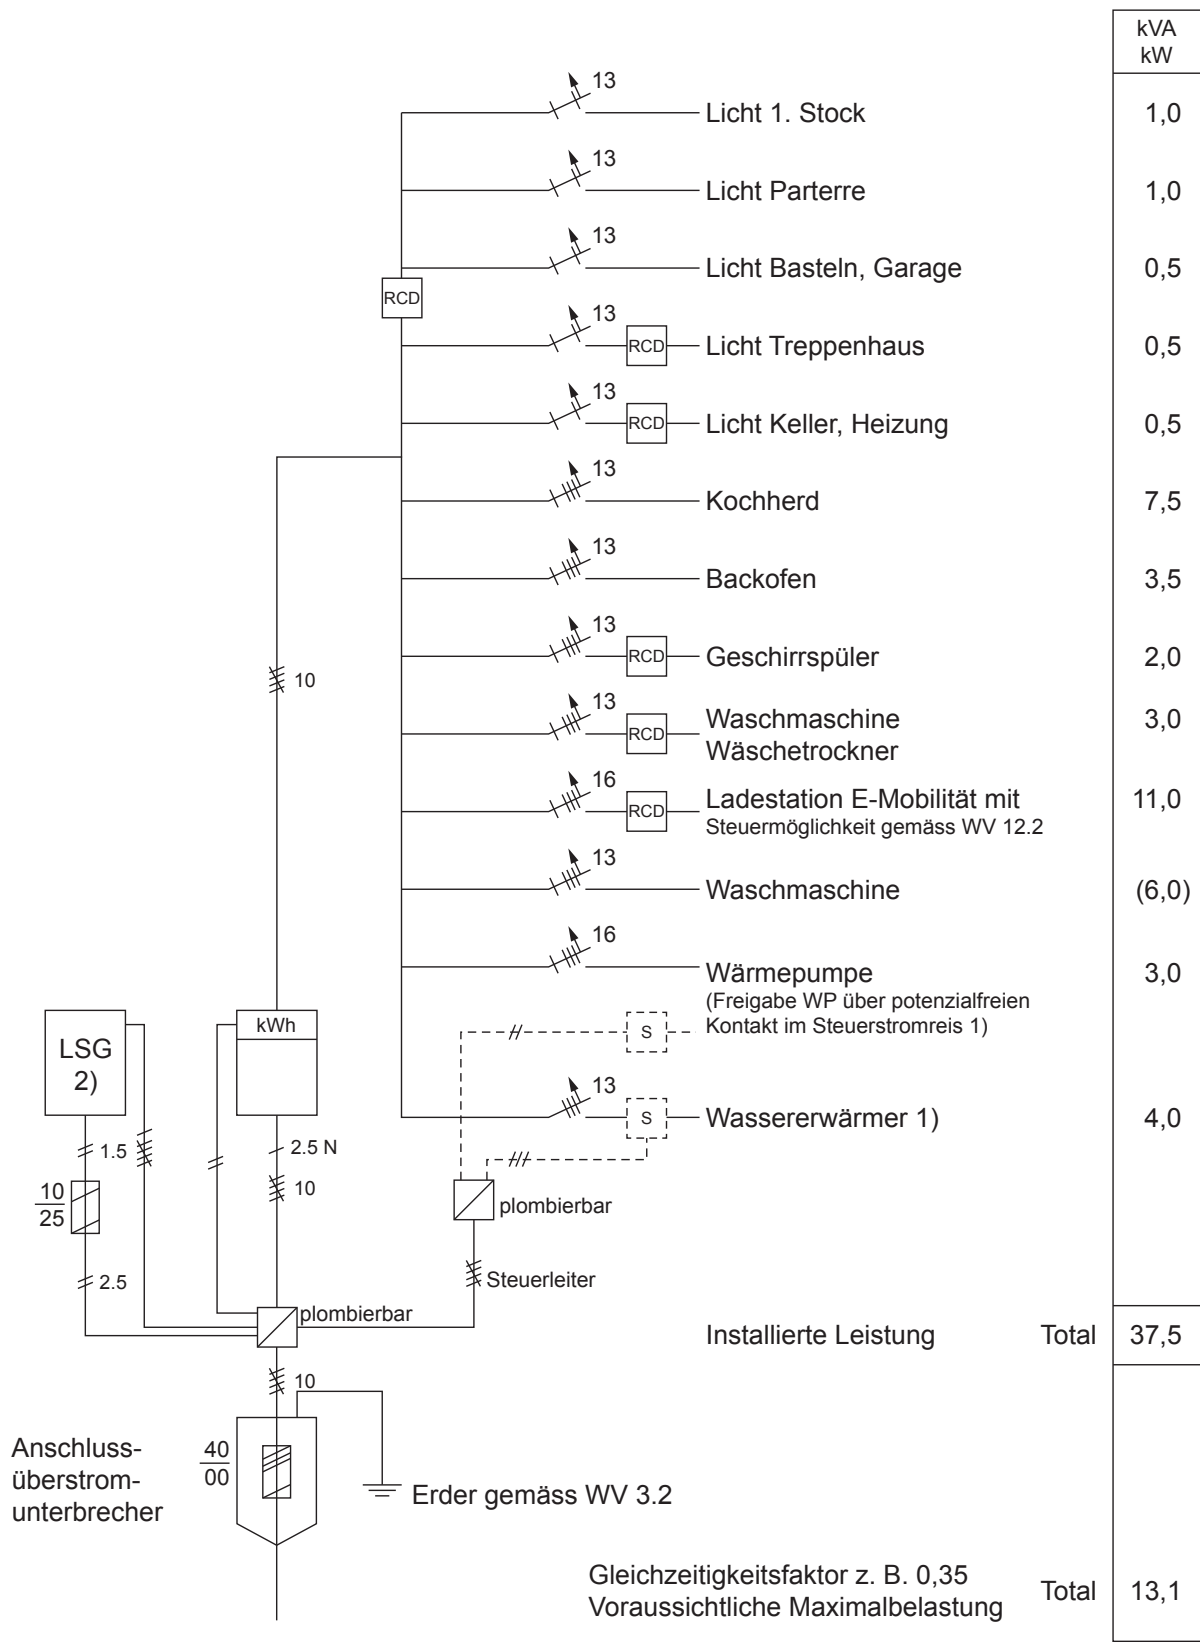 kVA
kW
13
Licht 1. Stock 1,0
13
Licht Parterre 1,0
13
Licht Basteln, Garage 0,5
RCD
13
RCD Licht Treppenhaus 0,5
13
RCD Licht Keller, Heizung 0,5
13
Kochherd 7,5
13
Backofen 3,5
13
RCD Geschirrspüler 2,0
10
13
Waschmaschine 3,0
RCD
Wäschetrockner
16
Ladestation E-Mobilität mit 11,0
RCD
Steuermöglichkeit gemäss WV 12.2
13
Waschmaschine (6,0)
16
Wärmepumpe 3,0
(Freigabe WP über potenzialfreien
Kontakt im Steuerstromreis 1)
S
kWh
LSG
2)
13
S Wassererwärmer 1) 4,0
1.5
2.5 N
10
10
25
plombierbar
2.5
Steuerleiter
plombierbar
Installierte Leistung Total 37,5
10
Anschluss-
überstrom-
unterbrecher
40
00
Erder gemäss WV 3.2
Gleichzeitigkeitsfaktor z. B. 0,35
Voraussichtliche Maximalbelastung Total 13,1